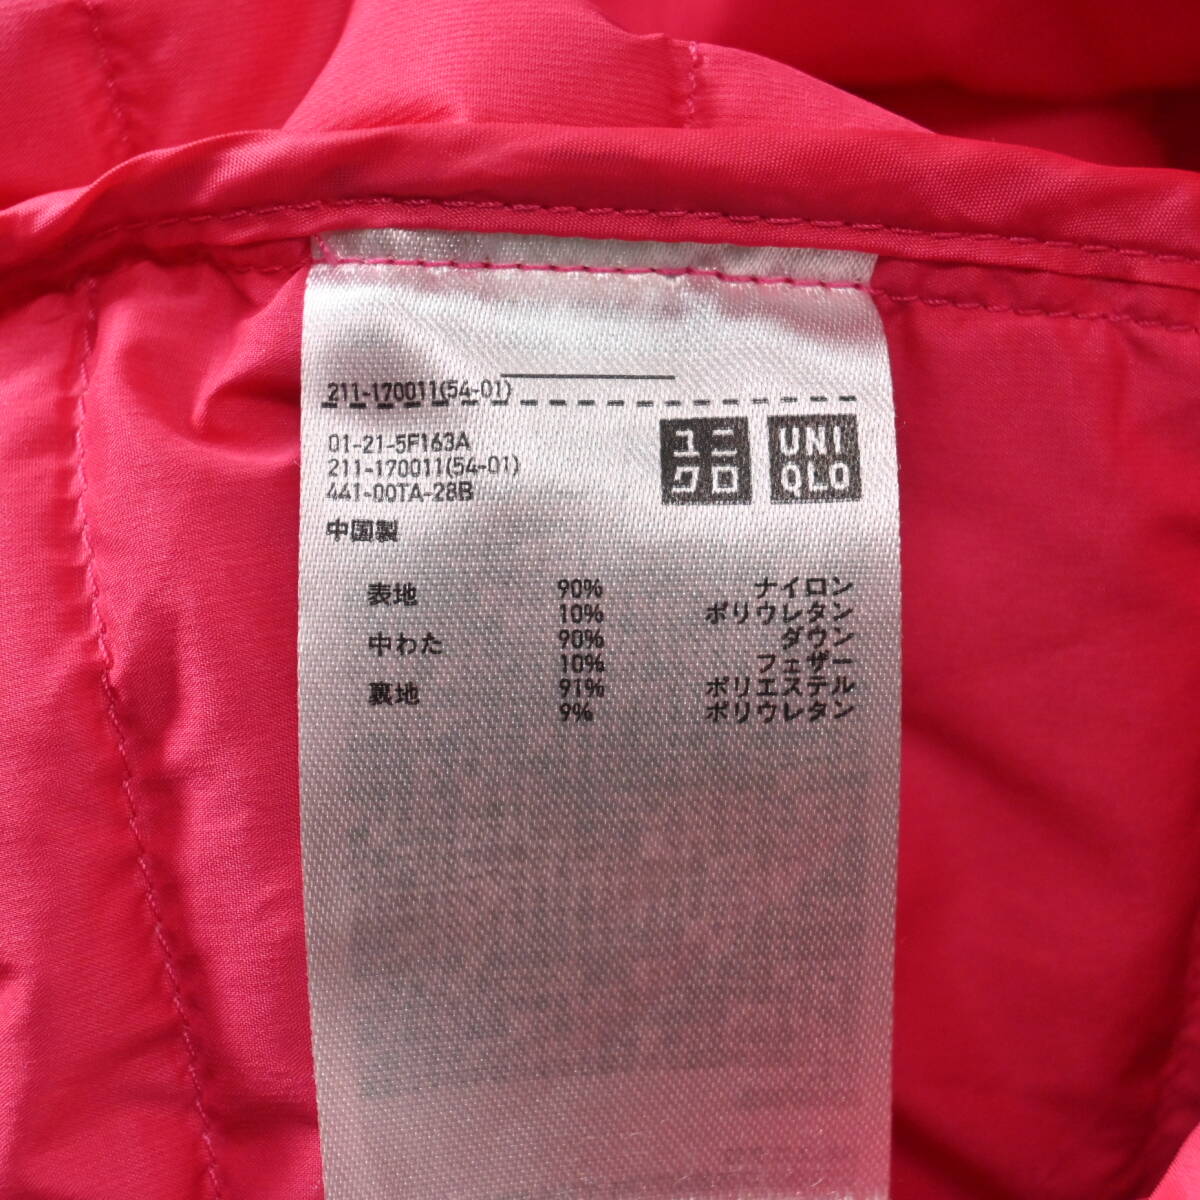 211-170011(54-01)
01-21-5F163A
211-170011(54-01)
441-00TA-28B
中国製
ユニ
クロ
UNI
QLO
表地 90% ナイロン
10% ポリウレタン
中わた 90% ダウン
10% フェザー
裏地 91% ポリエステル
9% ポリウレタン